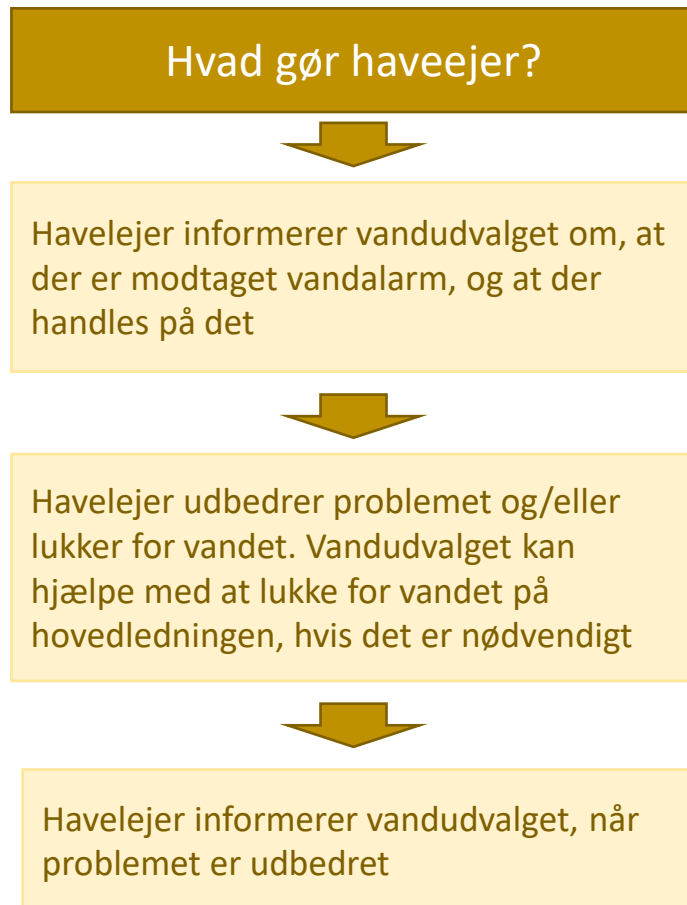 Hvad gør haveejer?
Havelejer informerer vandudvalget om, at
der er modtaget vandalarm, og at der
handles på det
Havelejer udbedrer problemet og/eller
lukker for vandet. Vandudvalget kan
hjælpe med at lukke for vandet på
hovedledningen, hvis det er nødvendigt
Havelejer informerer vandudvalget, når
problemet er udbedret